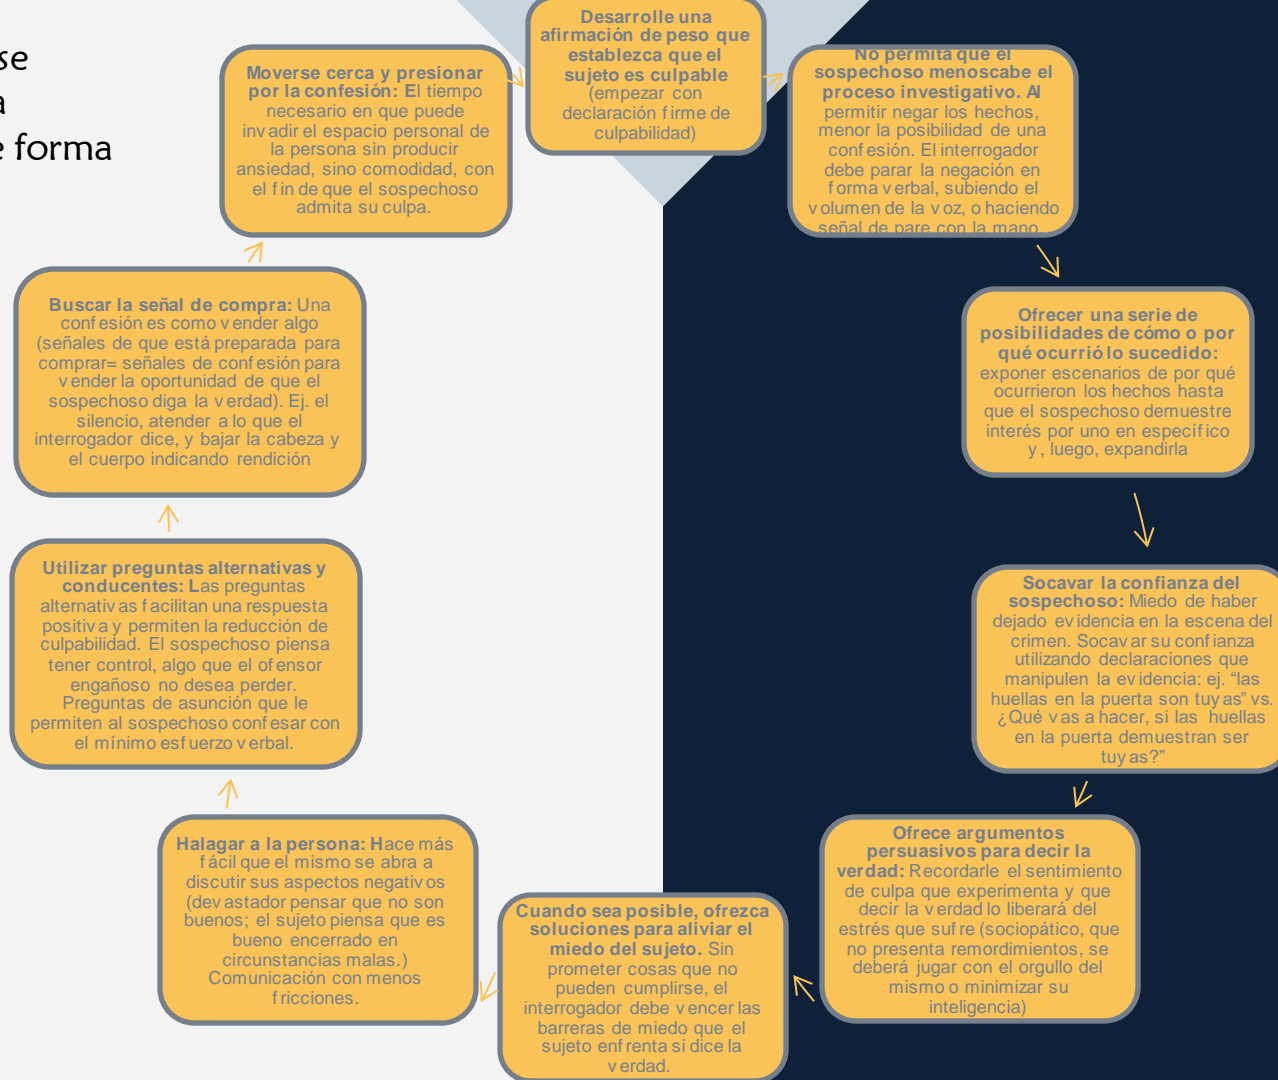 se
a
e forma
Desarrolle una
afirmación de peso que
establezca que el
sujeto es culpable
(empezar con
declaración firme de
culpabilidad)
No permita que el
sospechoso menoscabe el
proceso investigativo. Al
permitir negar los hechos,
menor la posibilidad de una
confesión. El interrogador
debe parar la negación en
forma verbal, subiendo el
volumen de la voz, o haciendo
señal de pare con la mano
Ofrecer una serie de
posibilidades de cómo o por
qué ocurrió lo sucedido:
exponer escenarios de por qué
ocurrieron los hechos hasta
que el sospechoso demuestre
interés por uno en específico
y, luego, expandirla
Socavar la confianza del
sospechoso: Miedo de haber
dejado evidencia en la escena del
crimen. Socavar su confianza
utilizando declaraciones que
manipulen la evidencia: ej. “las
huellas en la puerta son tuyas” vs.
¿Qué vas a hacer, si las huellas
en la puerta demuestran ser
tuyas?”
Ofrece argumentos
persuasivos para decir la
verdad: Recordarle el sentimiento
de culpa que experimenta y que
decir la verdad lo liberará del
estrés que sufre (sociopático, que
no presenta remordimientos, se
deberá jugar con el orgullo del
mismo o minimizar su
inteligencia)
Cuando sea posible, ofrezca
soluciones para aliviar el
miedo del sujeto. Sin
prometer cosas que no
pueden cumplirse, el
interrogador debe vencer las
barreras de miedo que el
sujeto enfrenta si dice la
verdad.
Halagar a la persona: Hace más
fácil que el mismo se abra a
discutir sus aspectos negativos
(devastador pensar que no son
buenos; el sujeto piensa que es
bueno encerrado en
circunstancias malas.)
Comunicación con menos
fricciones.
Utilizar preguntas alternativas y
conducentes: Las preguntas
alternativas facilitan una respuesta
positiva y permiten la reducción de
culpabilidad. El sospechoso piensa
tener control, algo que el ofensor
engañoso no desea perder.
Preguntas de asunción que le
permiten al sospechoso confesar con
el mínimo esfuerzo verbal.
Buscar la señal de compra: Una
confesión es como vender algo
(señales de que está preparada para
comprar= señales de confesión para
vender la oportunidad de que el
sospechoso diga la verdad). Ej. el
silencio, atender a lo que el
interrogador dice, y bajar la cabeza y
el cuerpo indicando rendición
Moverse cerca y presionar
por la confesión: El tiempo
necesario en que puede
invadir el espacio personal de
la persona sin producir
ansiedad, sino comodidad, con
el fin de que el sospechoso
admita su culpa.